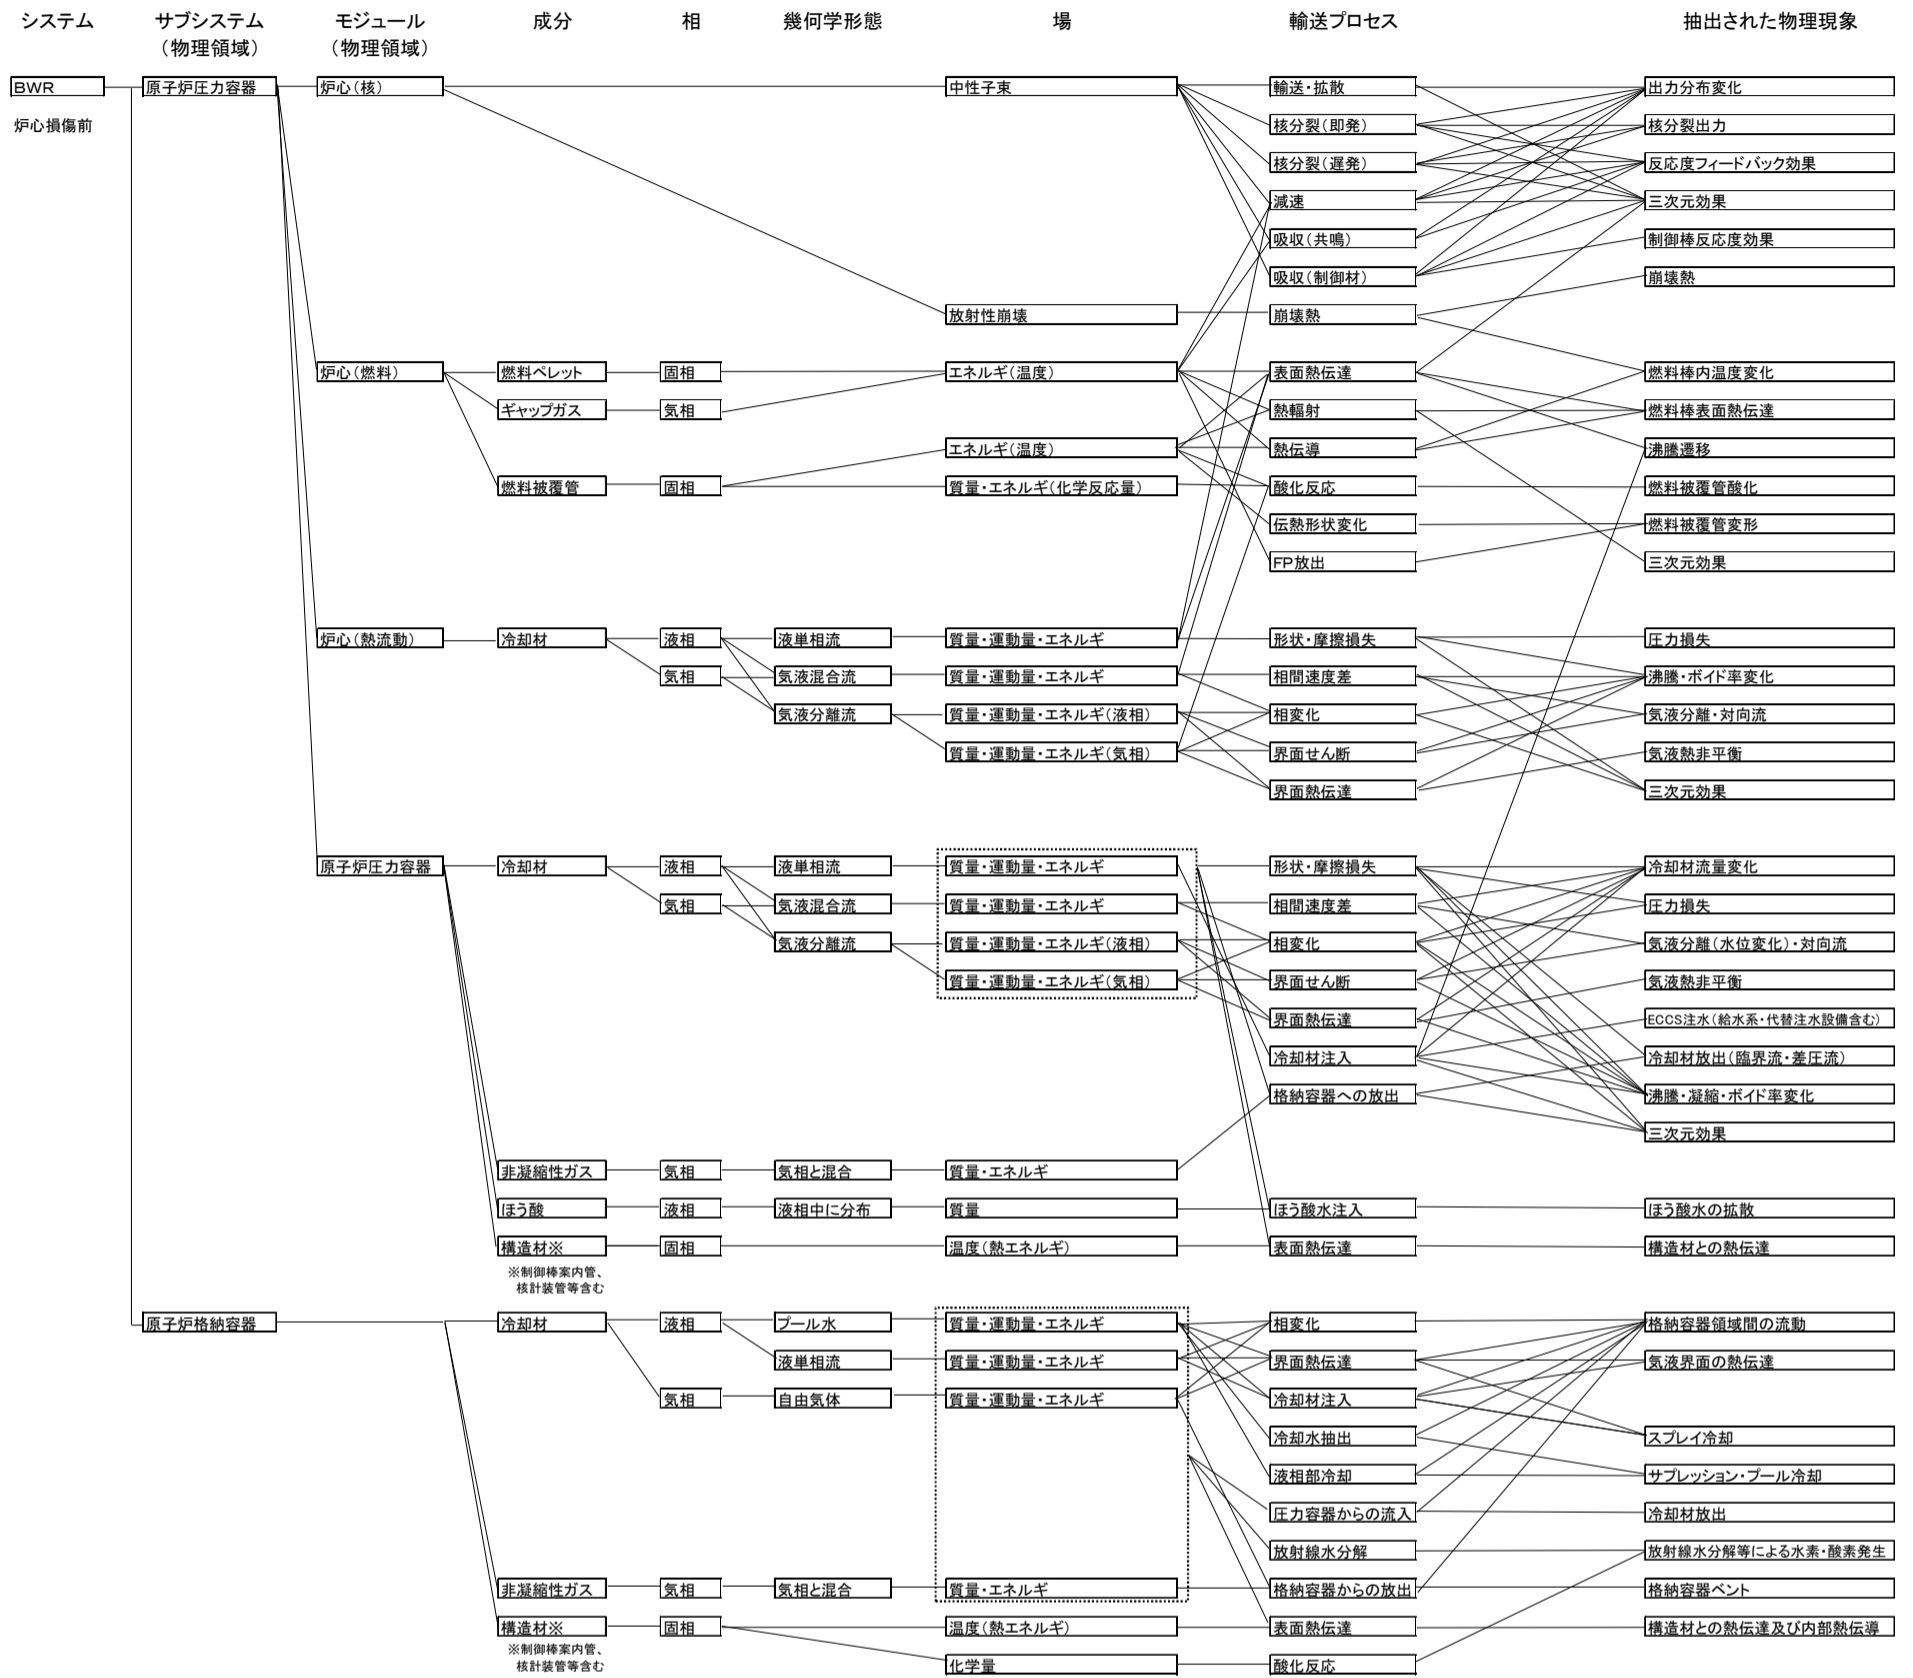 システム
サブシステム
（物理領域）
モジュール
（物理領域）
成分
相
幾何学形態
場
輸送プロセス
抽出された物理現象
BWR
原子炉圧力容器
炉心（核）
中性子束
輸送・拡散
出力分布変化
炉心損傷前
核分裂（即発）
核分裂出力
核分裂（遅発）
反応度フィードバック効果
減速
三次元効果
吸収（共鳴）
制御棒反応度効果
吸収（制御材）
崩壊熱
放射性崩壊
崩壊熱
炉心（燃料）
燃料ペレット
固相
エネルギ（温度）
表面熱伝達
燃料棒内温度変化
ギャップガス
気相
熱輻射
燃料棒表面熱伝達
エネルギ（温度）
熱伝導
沸騰遷移
燃料被覆管
固相
質量・エネルギ（化学反応量）
酸化反応
燃料被覆管酸化
伝熱形状変化
燃料被覆管変形
FP放出
三次元効果
炉心（熱流動）
冷却材
液相
液単相流
質量・運動量・エネルギ
形状・摩擦損失
圧力損失
気相
気液混合流
質量・運動量・エネルギ
相間速度差
沸騰・ボイド率変化
気液分離流
質量・運動量・エネルギ（液相）
相変化
気液分離・対向流
質量・運動量・エネルギ（気相）
界面せん断
気液熱非平衡
界面熱伝達
三次元効果
原子炉圧力容器
冷却材
液相
液単相流
質量・運動量・エネルギ
形状・摩擦損失
冷却材流量変化
気相
気液混合流
質量・運動量・エネルギ
相間速度差
圧力損失
気液分離流
質量・運動量・エネルギ（液相）
相変化
気液分離（水位変化）・対向流
質量・運動量・エネルギ（気相）
界面せん断
気液熱非平衡
界面熱伝達
ECCS注水（給水系・代替注水設備含む）
冷却材注入
冷却材放出（臨界流・差圧流）
格納容器への放出
沸騰・凝縮・ボイド率変化
三次元効果
非凝縮性ガス
気相
気相と混合
質量・エネルギ
ほう酸
液相
液相中に分布
質量
ほう酸水注入
ほう酸水の拡散
構造材※
固相
温度（熱エネルギ）
表面熱伝達
構造材との熱伝達
※制御棒案内管、
核計装管等含む
原子炉格納容器
冷却材
液相
プール水
質量・運動量・エネルギ
相変化
格納容器領域間の流動
液単相流
質量・運動量・エネルギ
界面熱伝達
気液界面の熱伝達
気相
自由気体
質量・運動量・エネルギ
冷却材注入
冷却水抽出
スプレイ冷却
液相部冷却
サプレッション・プール冷却
圧力容器からの流入
冷却材放出
放射線水分解
放射線水分解等による水素・酸素発生
非凝縮性ガス
気相
気相と混合
質量・エネルギ
格納容器からの放出
格納容器ベント
構造材※
固相
温度（熱エネルギ）
表面熱伝達
構造材との熱伝達及び内部熱伝導
※制御棒案内管、
核計装管等含む
化学量
酸化反応